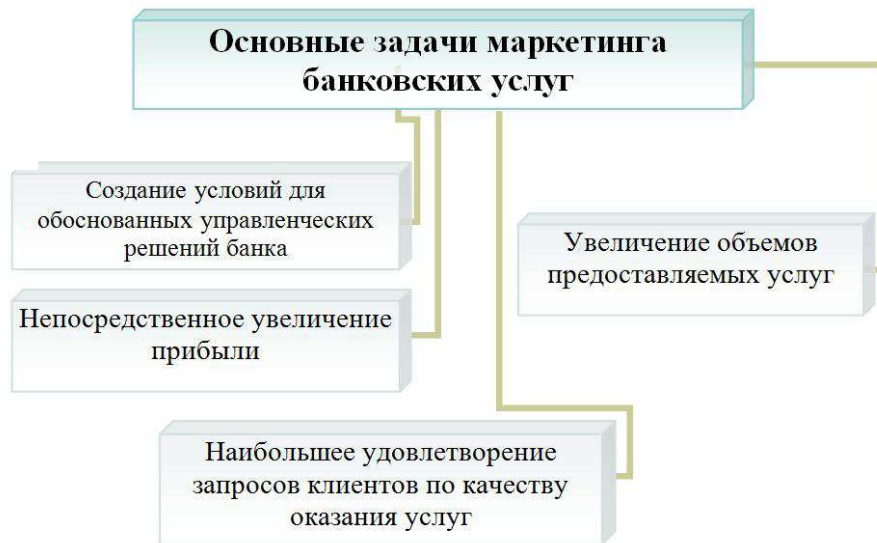 Основные задачи маркетинга
банковских услуг
Создание условий для
обоснованных управленческих
решений банка
Увеличение объемов
предоставляемых услуг
Непосредственное увеличение
прибыли
Наибольшее удовлетворение
запросов клиентов по качеству
оказания услуг